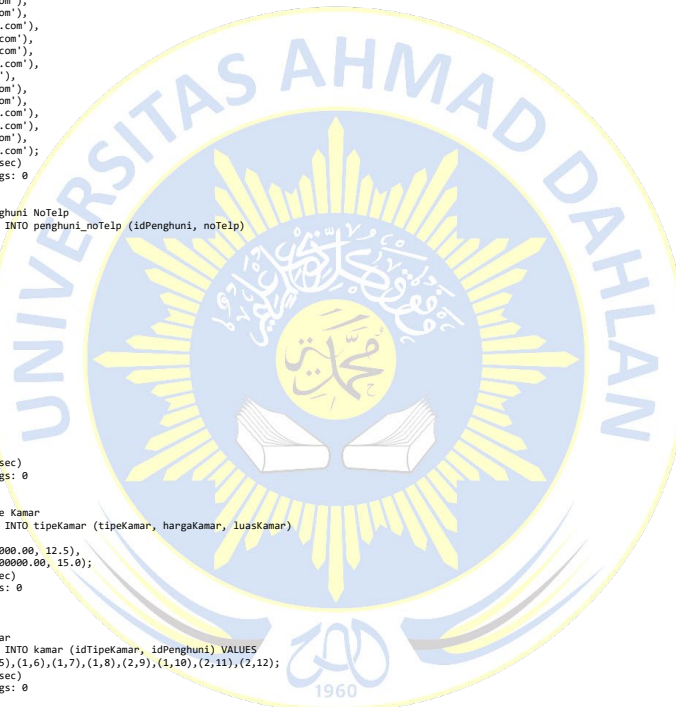 om'),
om'),
.com'),
com'),
com'),
.com'),
'),
om'),
om'),
.com'),
.com'),
om'),
.com');
sec)
gs: 0
ghuni NoTelp
INTO penghuni_noTelp (idPenghuni, noTelp)
sec)
gs: 0
e Kamar
INTO tipeKamar (tipeKamar, hargaKamar, luasKamar)
000.00, 12.5),
00000.00, 15.0);
ec)
s: 0
ar
INTO kamar (idTipeKamar, idPenghuni) VALUES
5),(1,6),(1,7),(1,8),(2,9),(1,10),(2,11),(2,12);
sec)
gs: 0
UNIVERSITAS AHMAD DAHLAN
محمدية
1960